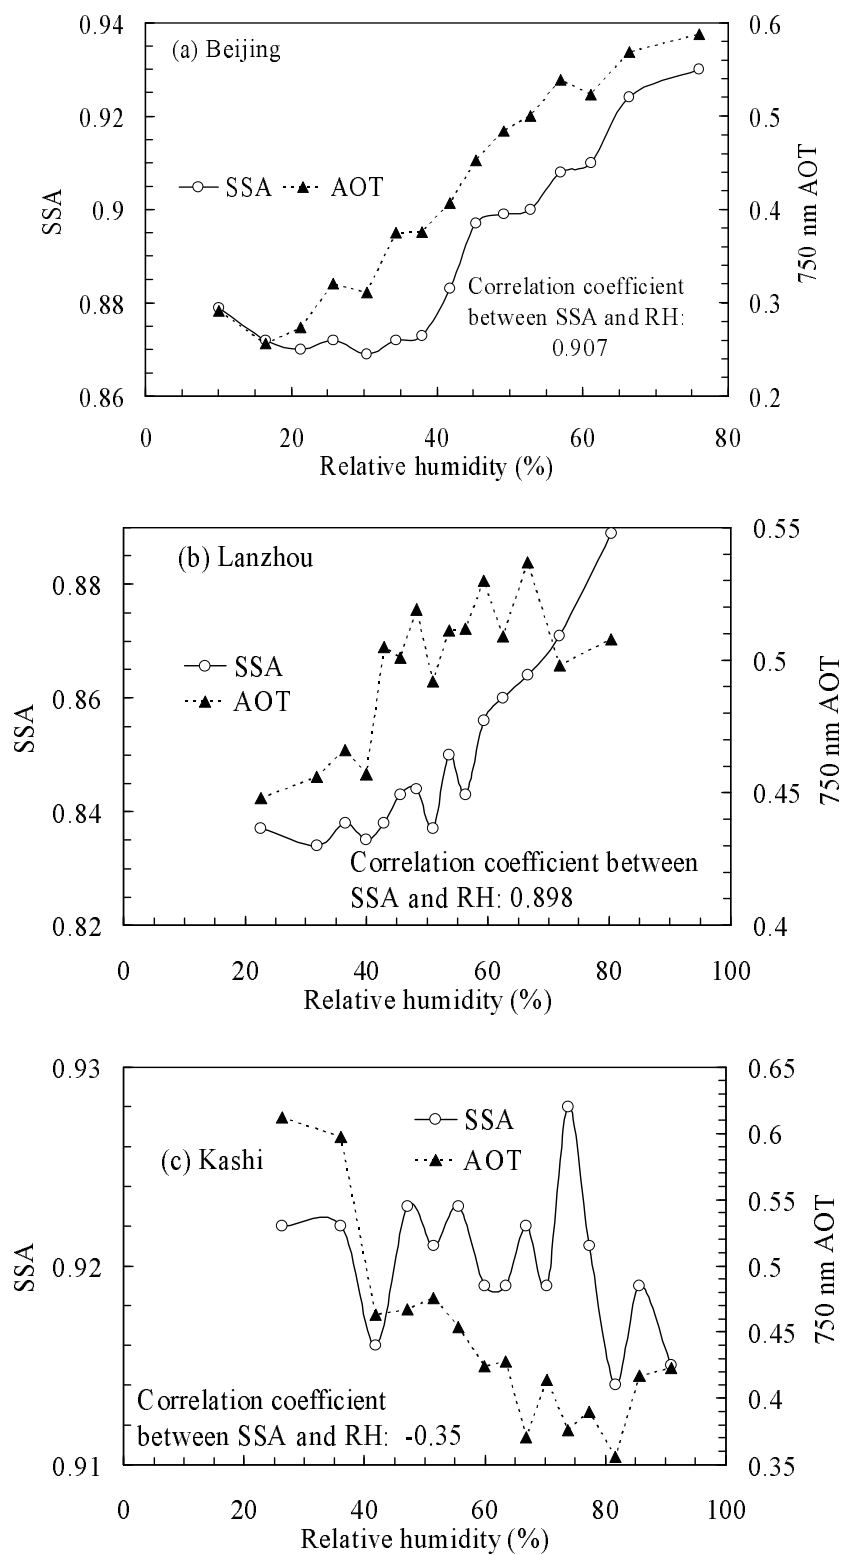 (a) Beijing
0.94
0.92
0.9
0.88
0.86
SSA
0.6
0.5
0.4
0.3
0.2
750 nm AOT
SSA AOT
Correlation coefficient
between SSA and RH:
0.907
0 20 40 60 80
Relative humidity (%)
(b) Lanzhou
0.88
0.86
0.84
0.82
SSA
0.55
0.5
0.45
0.4
750 nm AOT
SSA
AOT
Correlation coefficient between
SSA and RH: 0.898
0 20 40 60 80 100
Relative humidity (%)
(c) Kashi
0.93
0.92
0.91
SSA
0.65
0.6
0.55
0.5
0.45
0.4
0.35
750 nm AOT
SSA
AOT
Correlation coefficient
between SSA and RH: -0.35
0 20 40 60 80 100
Relative humidity (%)